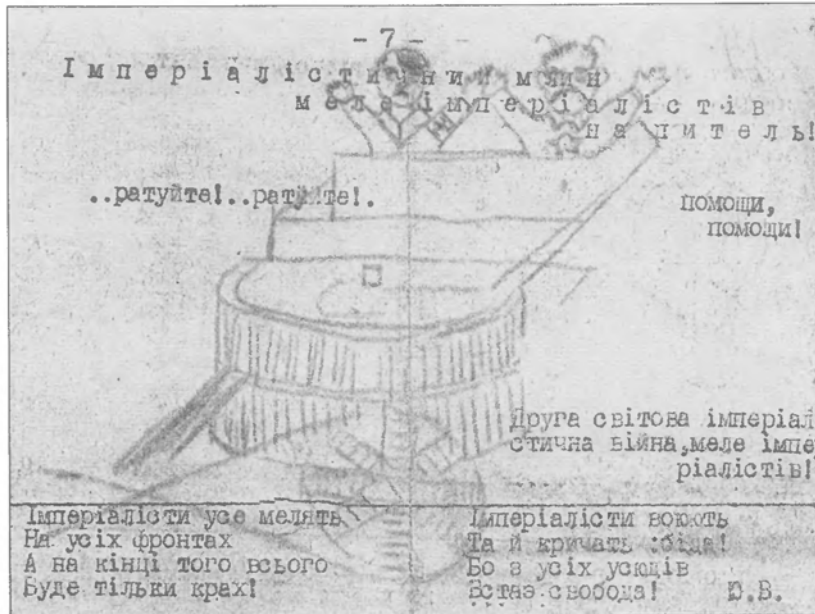 - 7 -
Імперіалістичний млин
меле імперіалістів
на питель!
..ратуйте!..ратуйте!.
помощи,
помощи!
Друга світова імперіал
стична війна,меле імпе
ріалістів!
Імперіалісти усе мелять
На усіх фронтах
А на кінці того всього
Буде тільки крах!
Імперіалісти воюють
Та й кричать :біда!
Бо з усіх усюдів
Встає свобода! Ю.В.